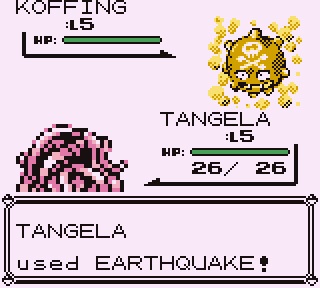 KOFFING
:L5
HP:
TANGELA
:L5
HP:
26/ 26
TANGELA
used EARTHQUAKE!